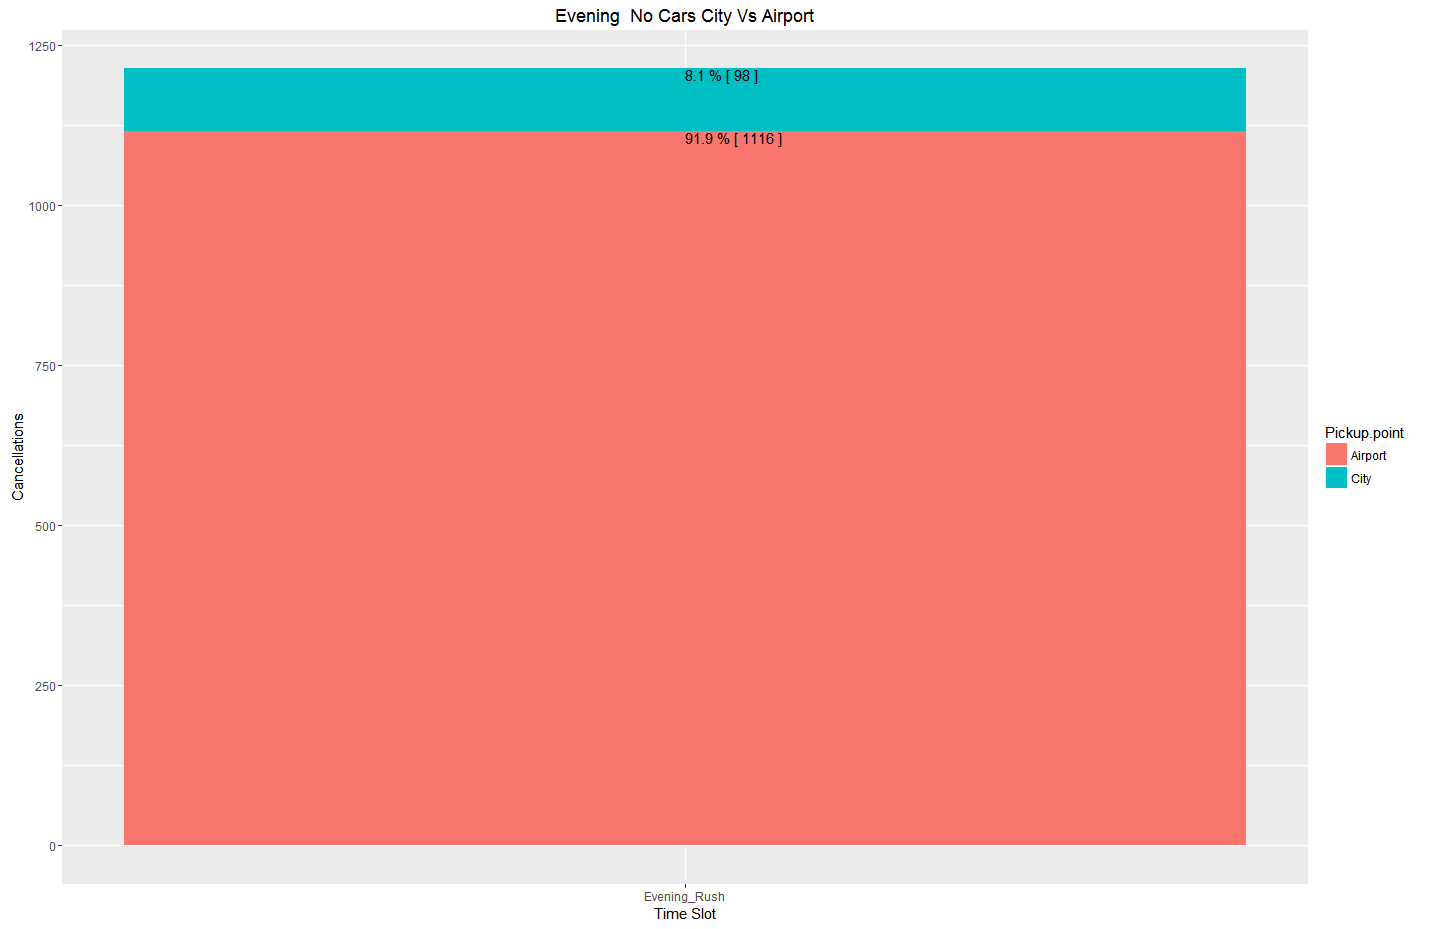 Evening  No Cars City Vs Airport
1250
1000
750
500
250
0
Cancellations
8.1 % [ 98 ]
91.9 % [ 1116 ]
Evening_Rush
Time Slot
Pickup.point
Airport
City